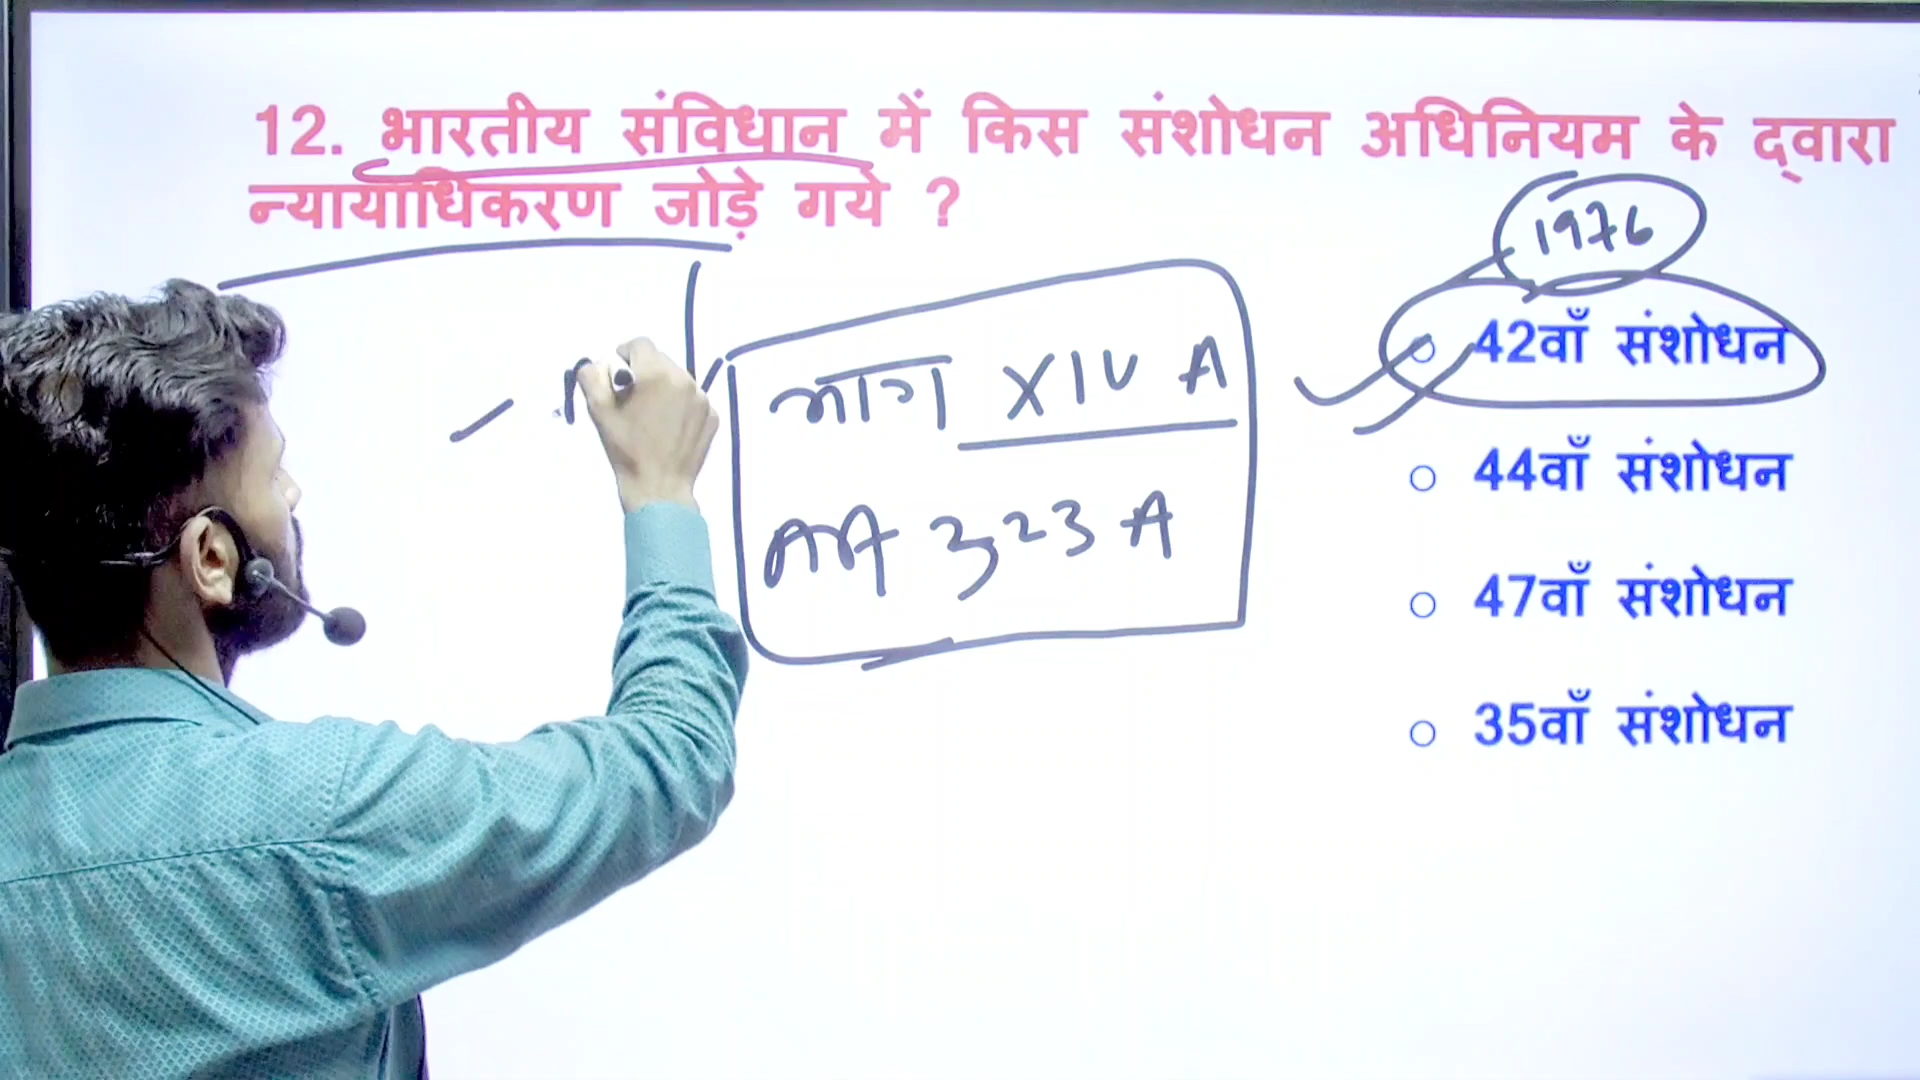 12. भारतीय संविधान में किस संशोधन अधिनियम के द्वारा
न्यायाधिकरण जोड़े गये ?
1976
भाग XIV A
323 A
○ 42वाँ संशोधन
○ 44वाँ संशोधन
○ 47वाँ संशोधन
○ 35वाँ संशोधन